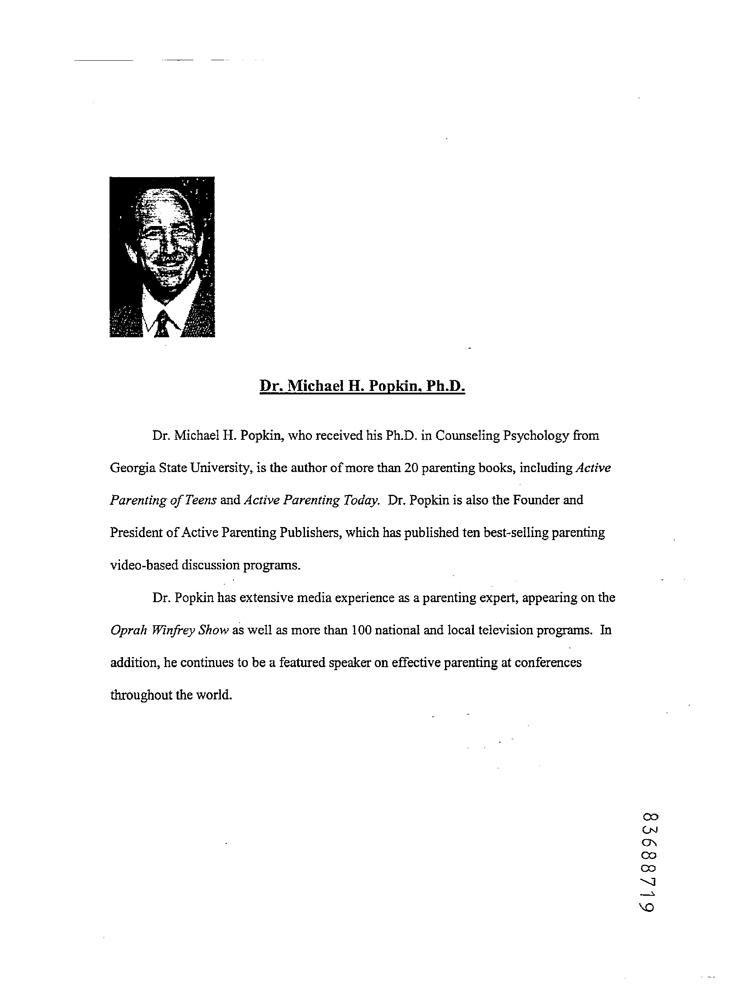 Dr. Michael H. Popkin, Ph.D.
Dr. Michael H. Popkin, who received his Ph.D. in Counseling Psychology from
Georgia State University, is the author of more than 20 parenting books, including Active
Parenting of Teens and Active Parenting Today. Dr. Popkin is also the Founder and
President of Active Parenting Publishers, which has published ten best-selling parenting
video-based discussion programs.
Dr. Popkin has extensive media experience as a parenting expert, appearing on the
Oprah Winfrey Show as well as more than 100 national and local television programs. In
addition, he continues to be a featured speaker on effective parenting at conferences
throughout the world.
83688719